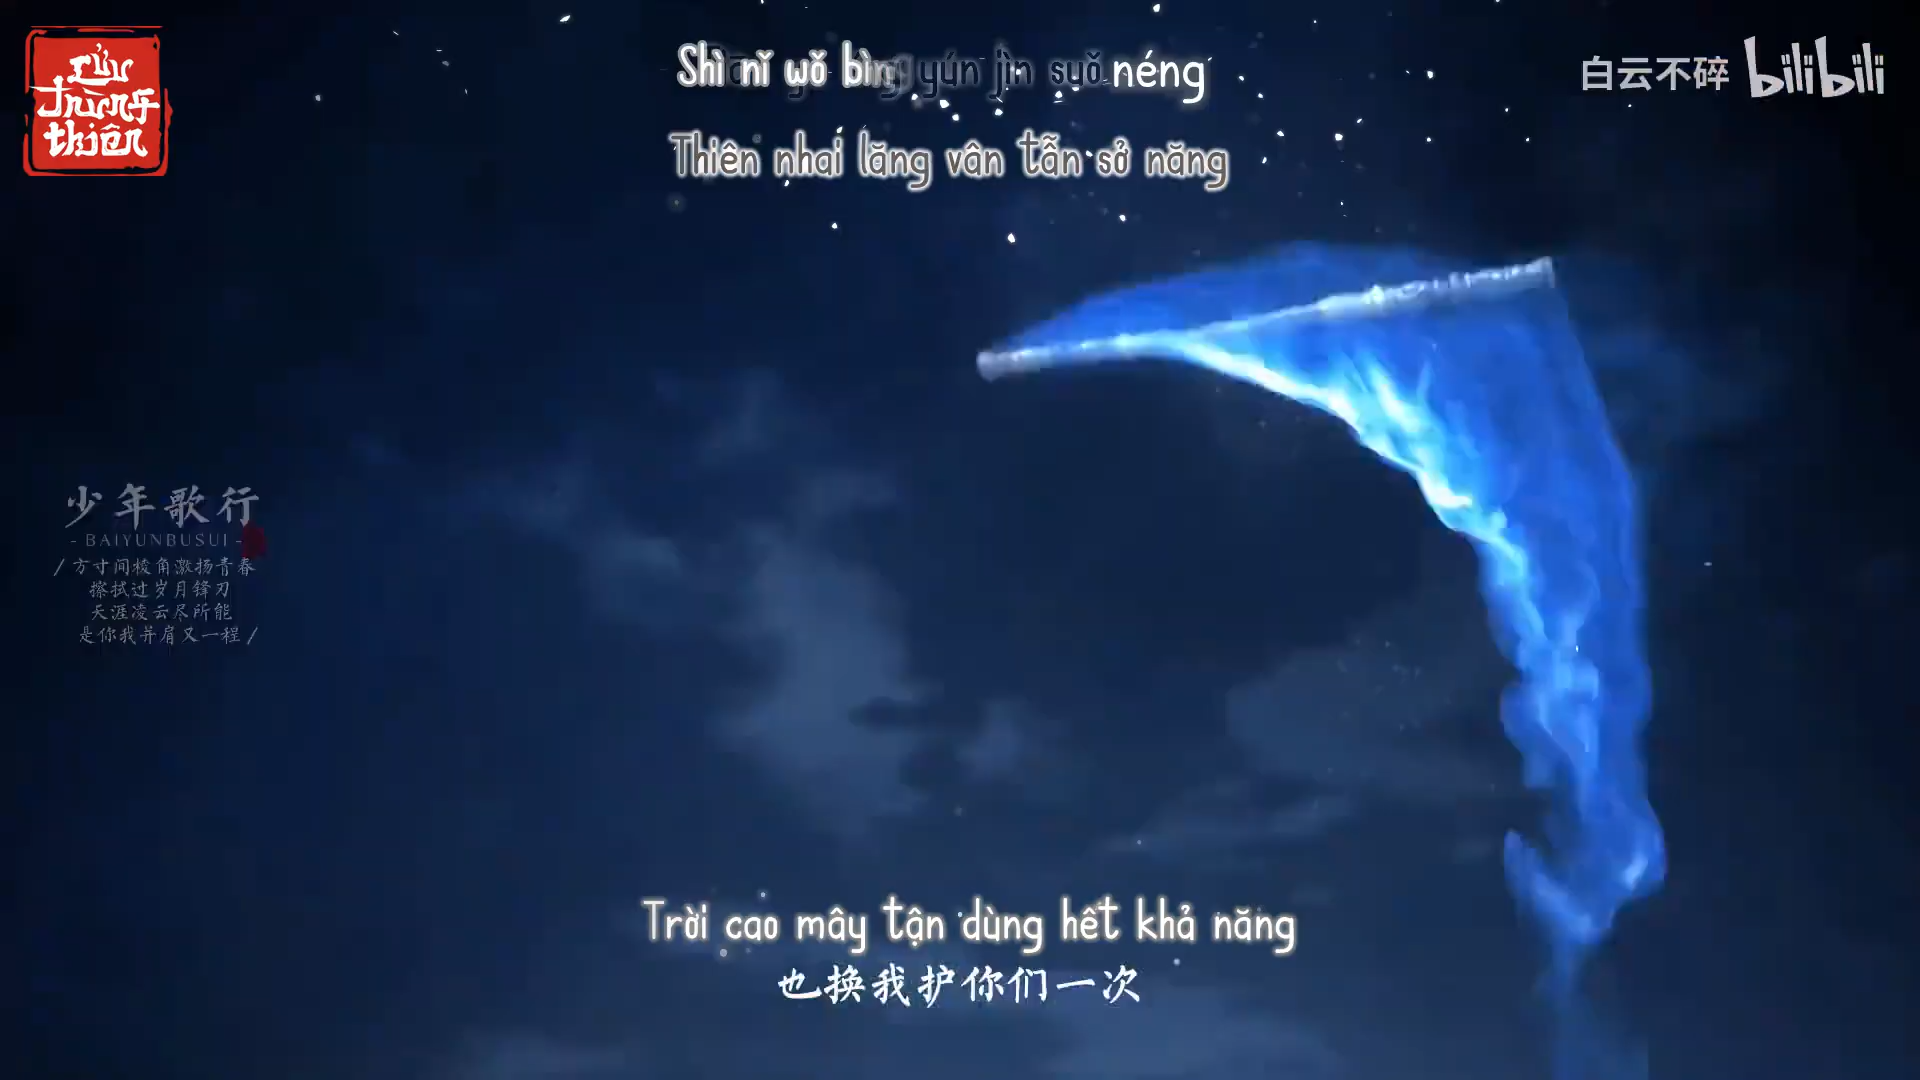 Cửu
trùng
thiên
Shì nǐ wǒ bìng yún jìn suǒ néng
Thiên nhai lăng vân tẫn sở năng
白云不碎 bilibili
少年歌行
- BAIYUNBUSUI -
/ 方寸间棱角激扬青春
擦拭过岁月锋刃
天涯凌云尽所能
是你我并肩又一程 /
Trời cao mây tận dùng hết khả năng
也换我护你们一次